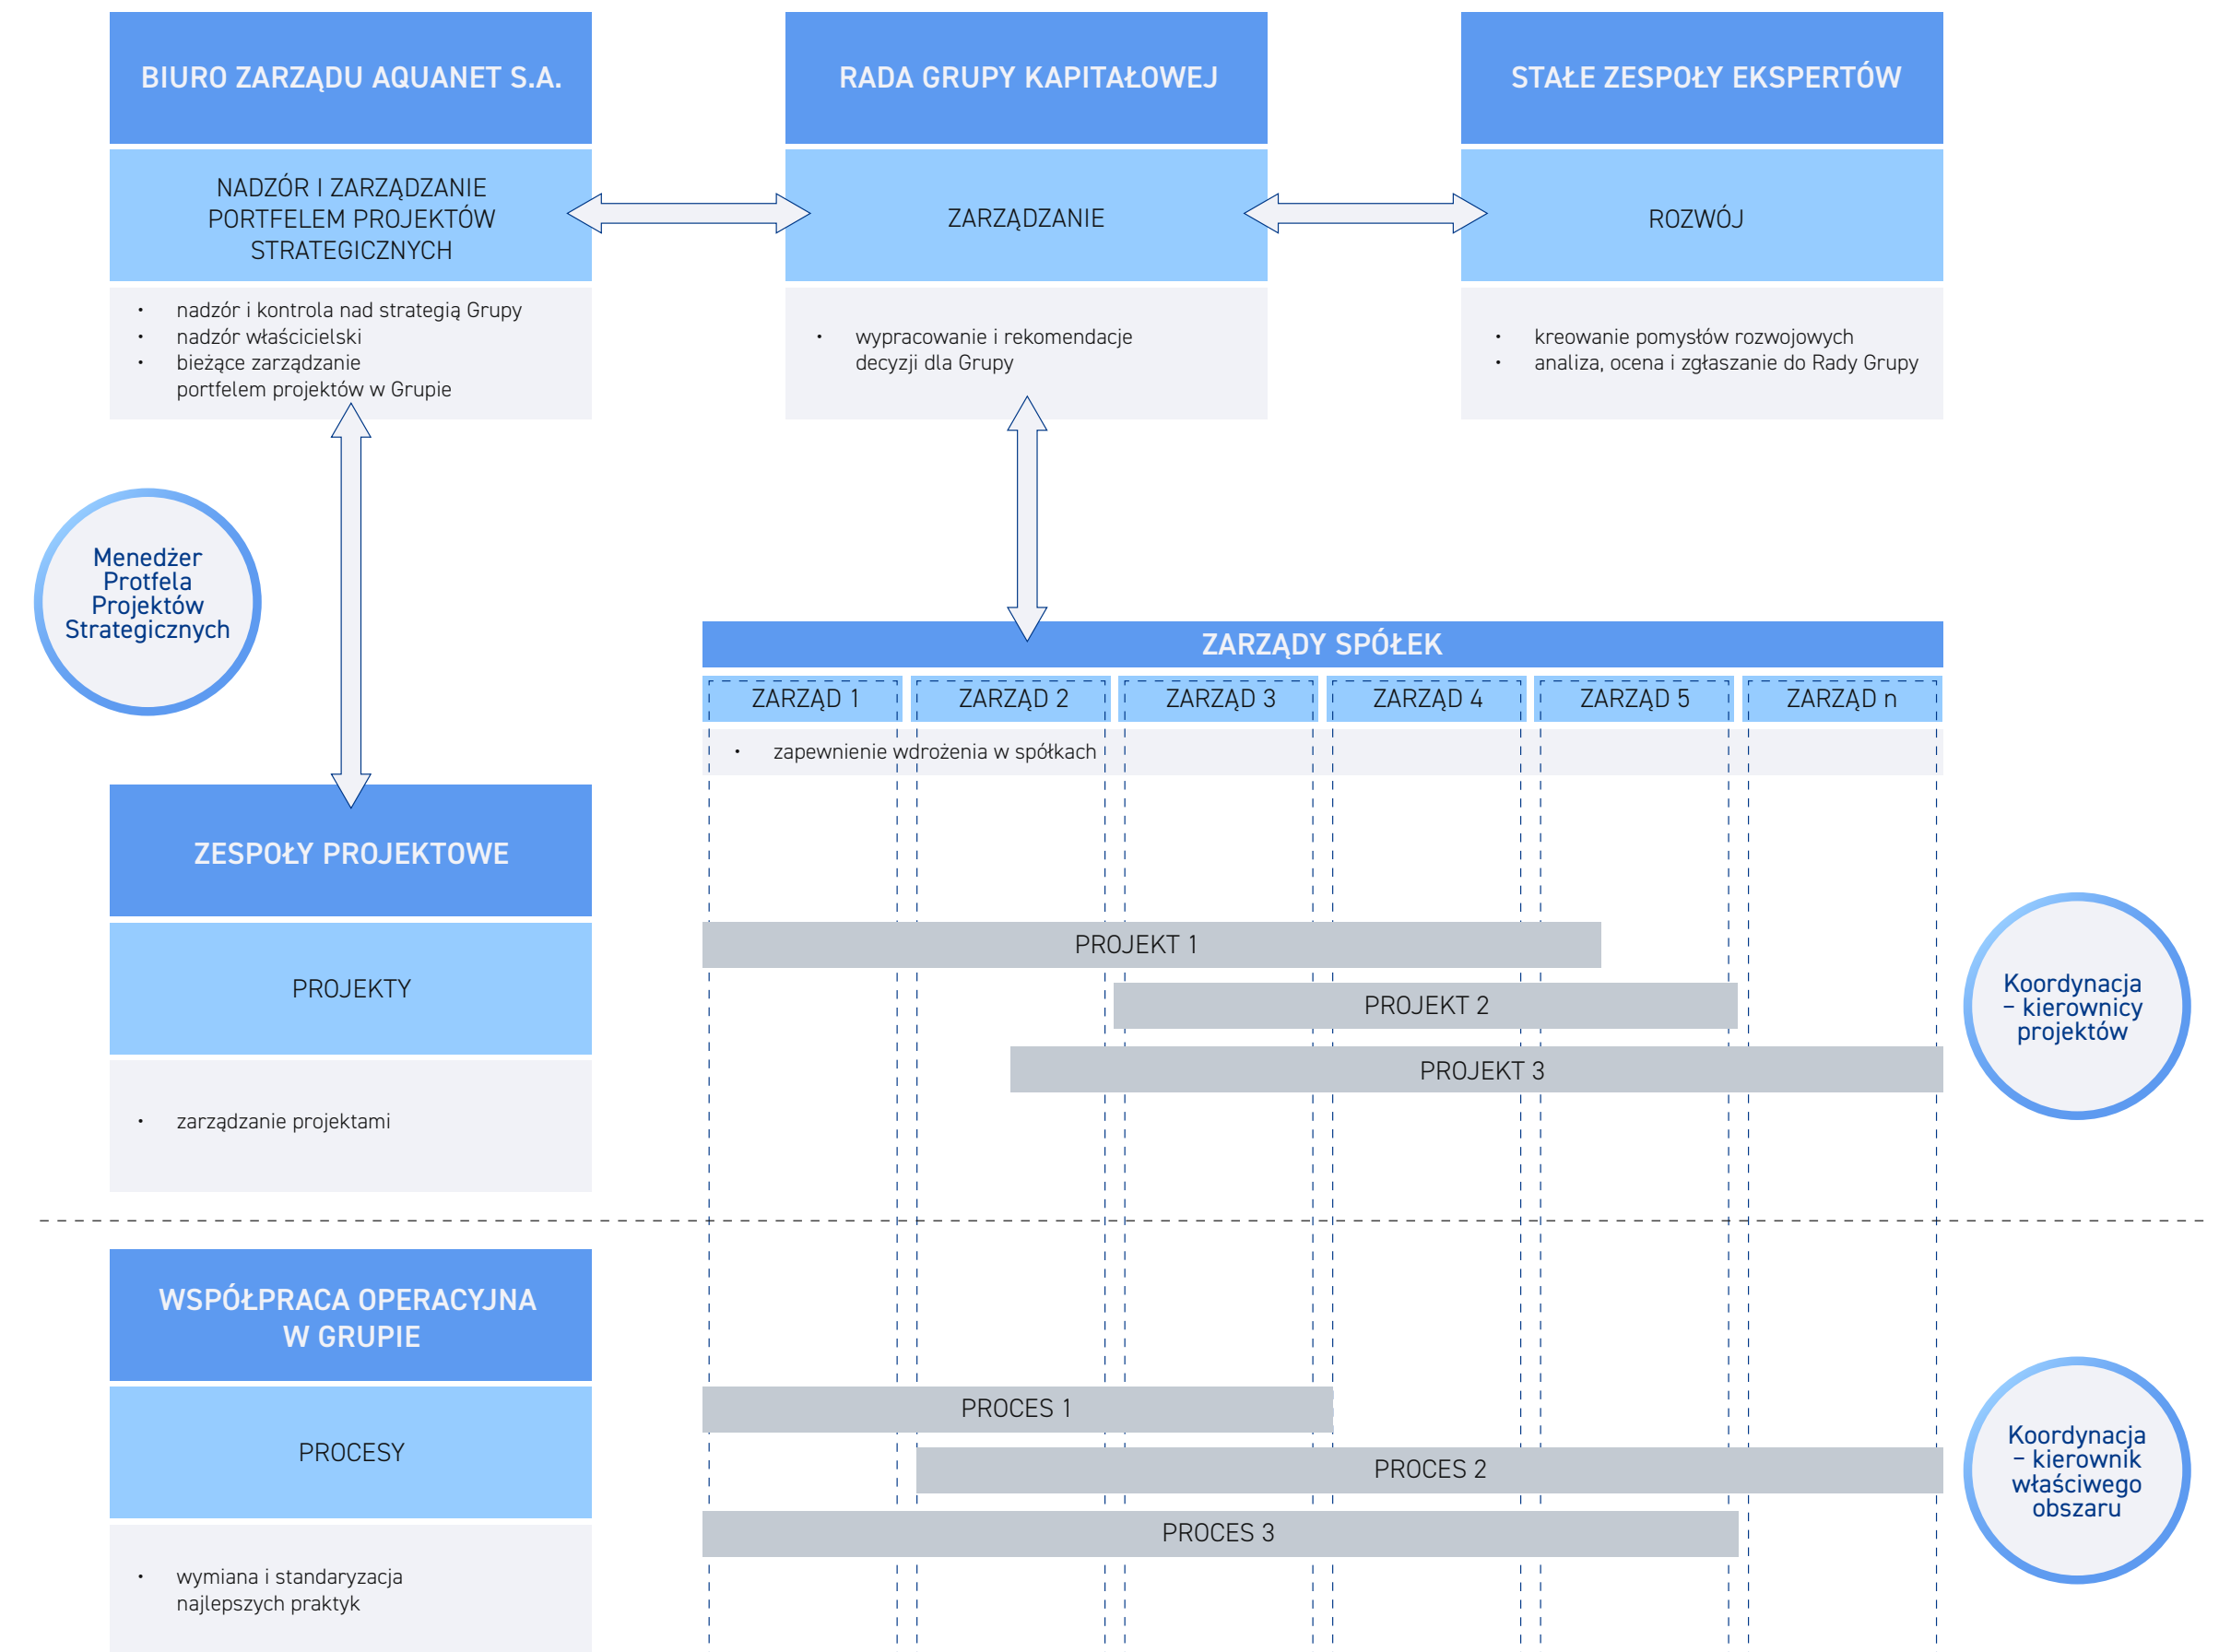 BIURO ZARZĄDU AQUANET S.A.
NADZÓR I ZARZĄDZANIE
PORTFELEM PROJEKTÓW
STRATEGICZNYCH
• nadzór i kontrola nad strategią Grupy
• nadzór właścicielski
• bieżące zarządzanie
portfelem projektów w Grupie
RADA GRUPY KAPITAŁOWEJ
ZARZĄDZANIE
• wypracowanie i rekomendacje
decyzji dla Grupy
STAŁE ZESPOŁY EKSPERTÓW
ROZWÓJ
• kreowanie pomysłów rozwojowych
• analiza, ocena i zgłaszanie do Rady Grupy
Menedżer
Protfela
Projektów
Strategicznych
ZARZĄDY SPÓŁEK
ZARZĄD 1
ZARZĄD 2
ZARZĄD 3
ZARZĄD 4
ZARZĄD 5
ZARZĄD n
• zapewnienie wdrożenia w spółkach
ZESPOŁY PROJEKTOWE
PROJEKTY
• zarządzanie projektami
PROJEKT 1
PROJEKT 2
PROJEKT 3
Koordynacja
– kierownicy
projektów
WSPÓŁPRACA OPERACYJNA
W GRUPIE
PROCESY
• wymiana i standaryzacja
najlepszych praktyk
PROCES 1
PROCES 2
PROCES 3
Koordynacja
– kierownik
właściwego
obszaru